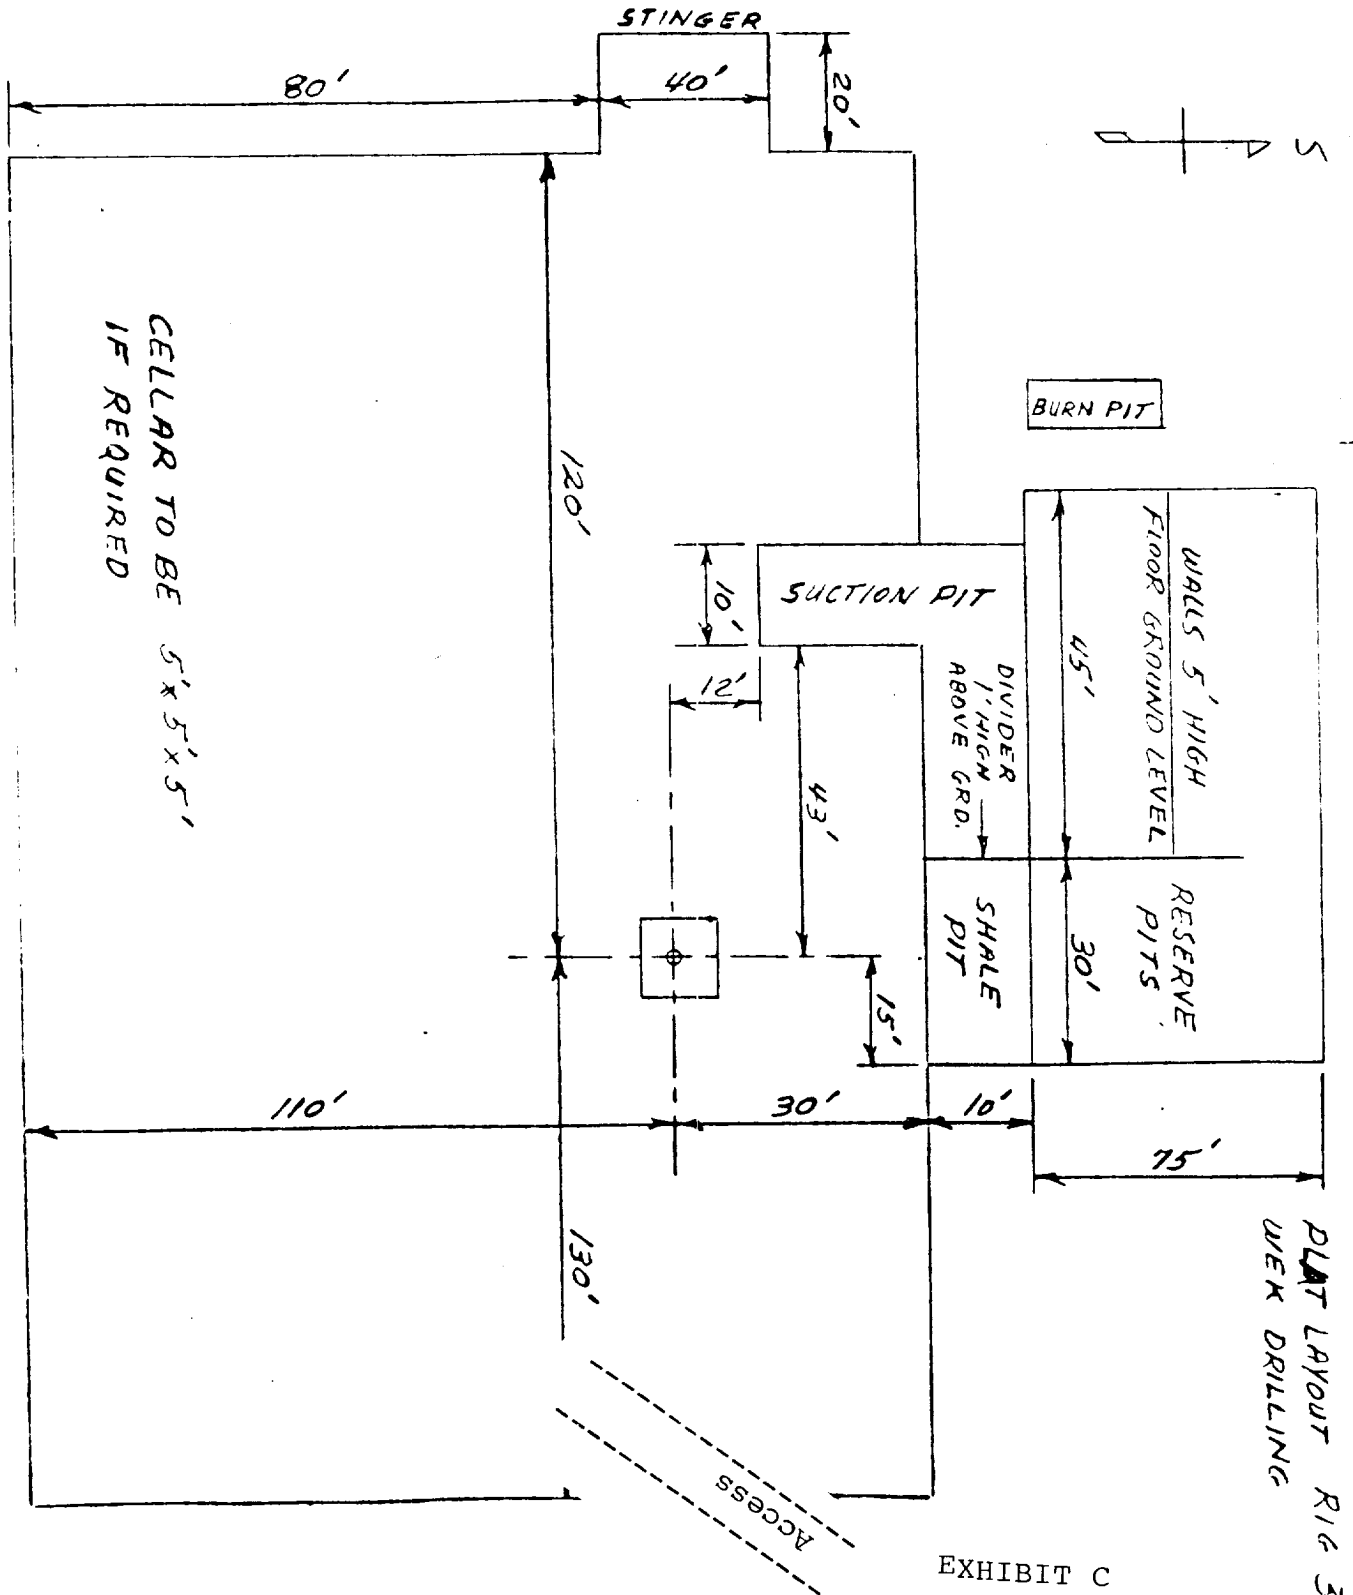 STINGER
80'
40'
20'
S
BURN PIT
CELLAR TO BE 5'x5'x5'
IF REQUIRED
120'
10'
SUCTION PIT
12'
43'
DIVIDER
1' HIGH
ABOVE GRD.
WALLS 5' HIGH
FLOOR GROUND LEVEL
45'
30'
RESERVE
PITS
SHALE
PIT
15'
110'
30'
10'
75'
130'
PLAT LAYOUT RIG 3
WEK DRILLING
Access
EXHIBIT C